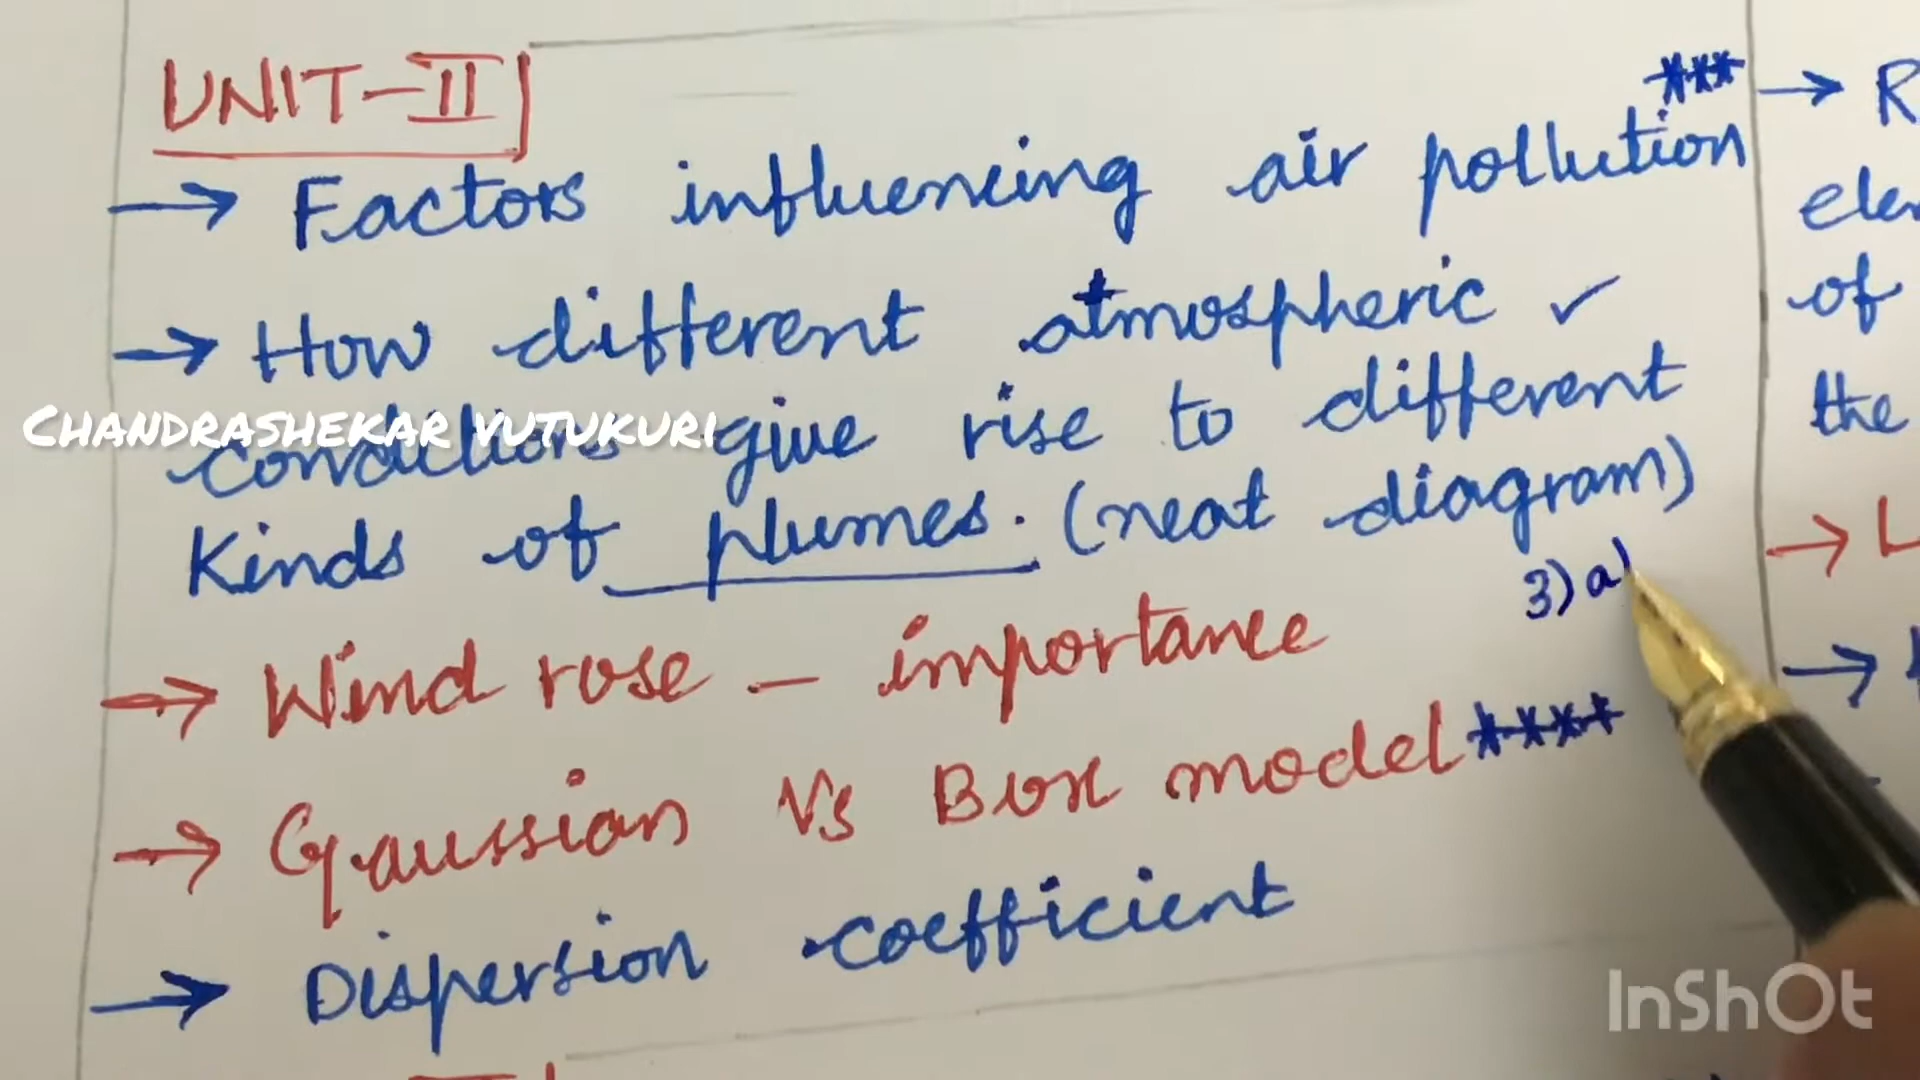 UNIT-II
***
→ Factors influencing air pollution
→ How different atmospheric ✓
conditions give rise to different
CHANDRASHEKAR VUTUKURI
Kinds of plumes. (neat diagram)
3) a)
→ Wind rose - importance
→ Gaussian Vs Box model ****
→ Dispersion coefficient
→ R
of
the
→ L
InShOt